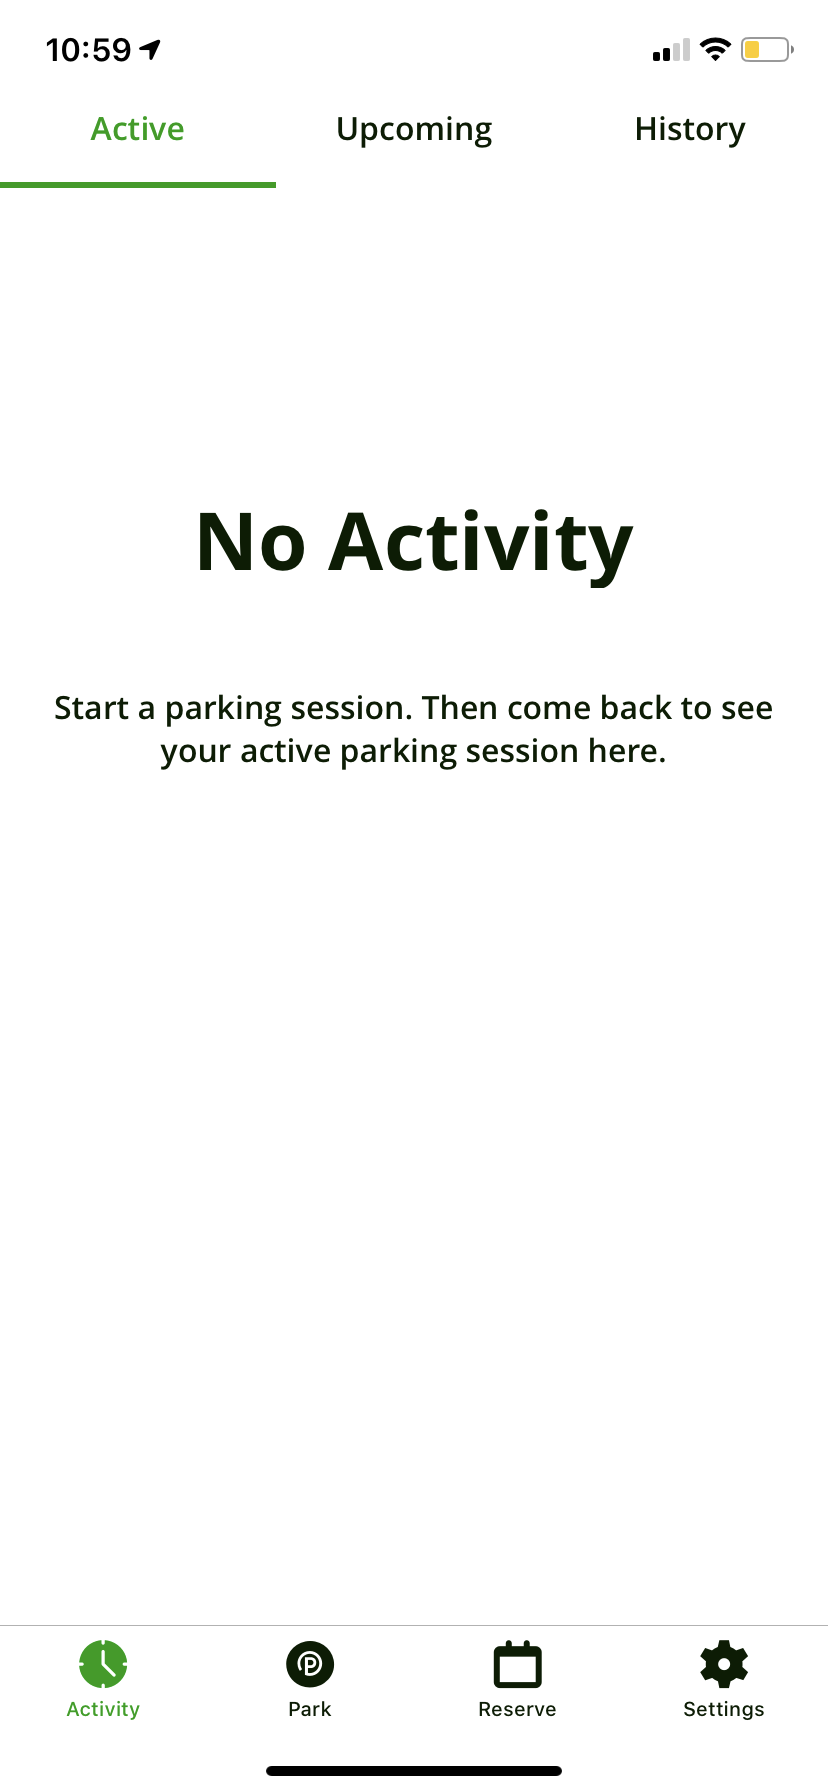 10:59
Active Upcoming History
No Activity
Start a parking session. Then come back to see
your active parking session here.
Activity Park Reserve Settings